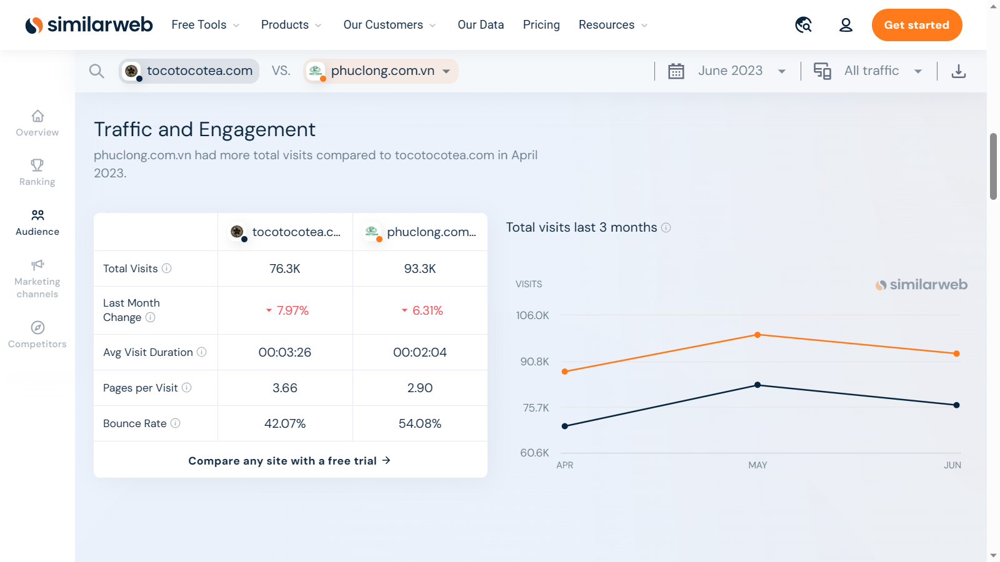 similarweb
Free Tools
Products
Our Customers
Our Data
Pricing
Resources
Get started
tocotocotea.com
VS.
phuclong.com.vn
June 2023
All traffic
Overview
Ranking
Audience
Marketing
channels
Competitors
Traffic and Engagement
phuclong.com.vn had more total visits compared to tocotocotea.com in April
2023.
tocotocotea.c...
phuclong.com...
Total Visits
76.3K
93.3K
Last Month
Change
7.97%
6.31%
Avg Visit Duration
00:03:26
00:02:04
Pages per Visit
3.66
2.90
Bounce Rate
42.07%
54.08%
Compare any site with a free trial →
Total visits last 3 months
VISITS
similarweb
106.0K
90.8K
75.7K
60.6K
APR
MAY
JUN